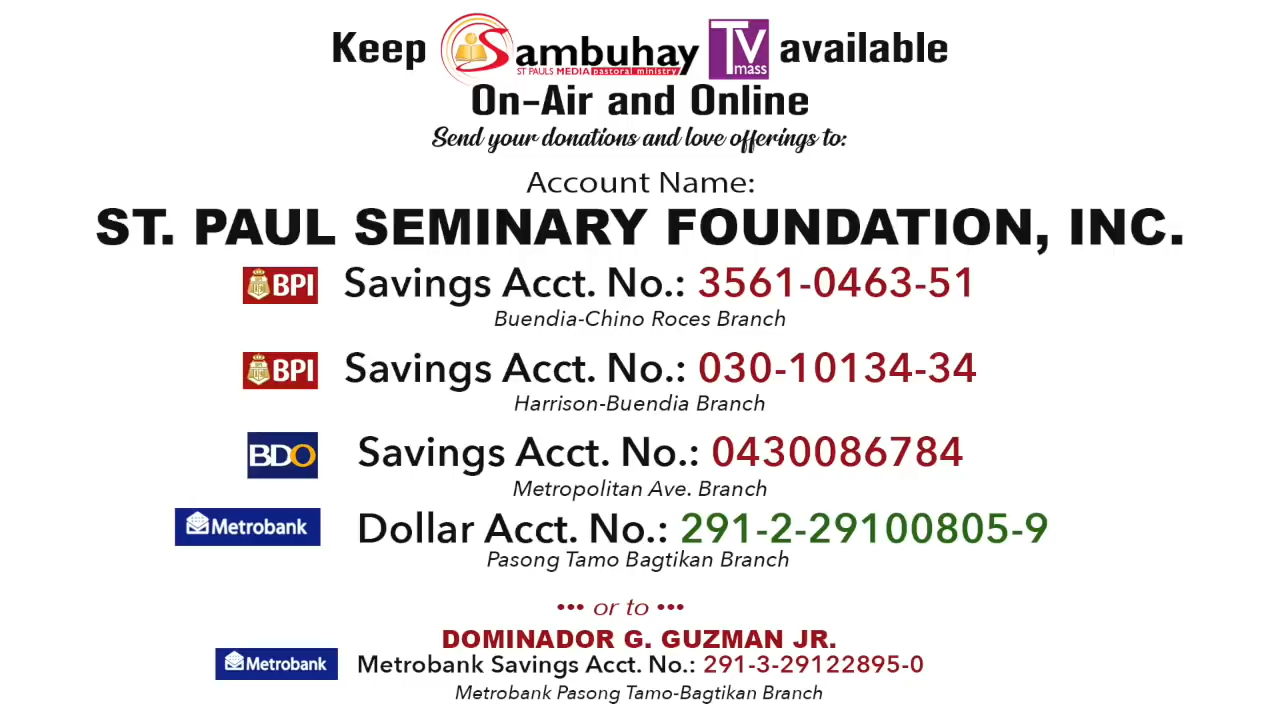 Keep Sambuhay TV mass available
ST PAULS MEDIA pastoral ministry
On-Air and Online
Send your donations and love offerings to:
Account Name:
ST. PAUL SEMINARY FOUNDATION, INC.
BPI Savings Acct. No.: 3561-0463-51
Buendia-Chino Roces Branch
BPI Savings Acct. No.: 030-10134-34
Harrison-Buendia Branch
BDO Savings Acct. No.: 0430086784
Metropolitan Ave. Branch
Metrobank Dollar Acct. No.: 291-2-29100805-9
Pasong Tamo Bagtikan Branch
••• or to •••
DOMINADOR G. GUZMAN JR.
Metrobank Metrobank Savings Acct. No.: 291-3-29122895-0
Metrobank Pasong Tamo-Bagtikan Branch